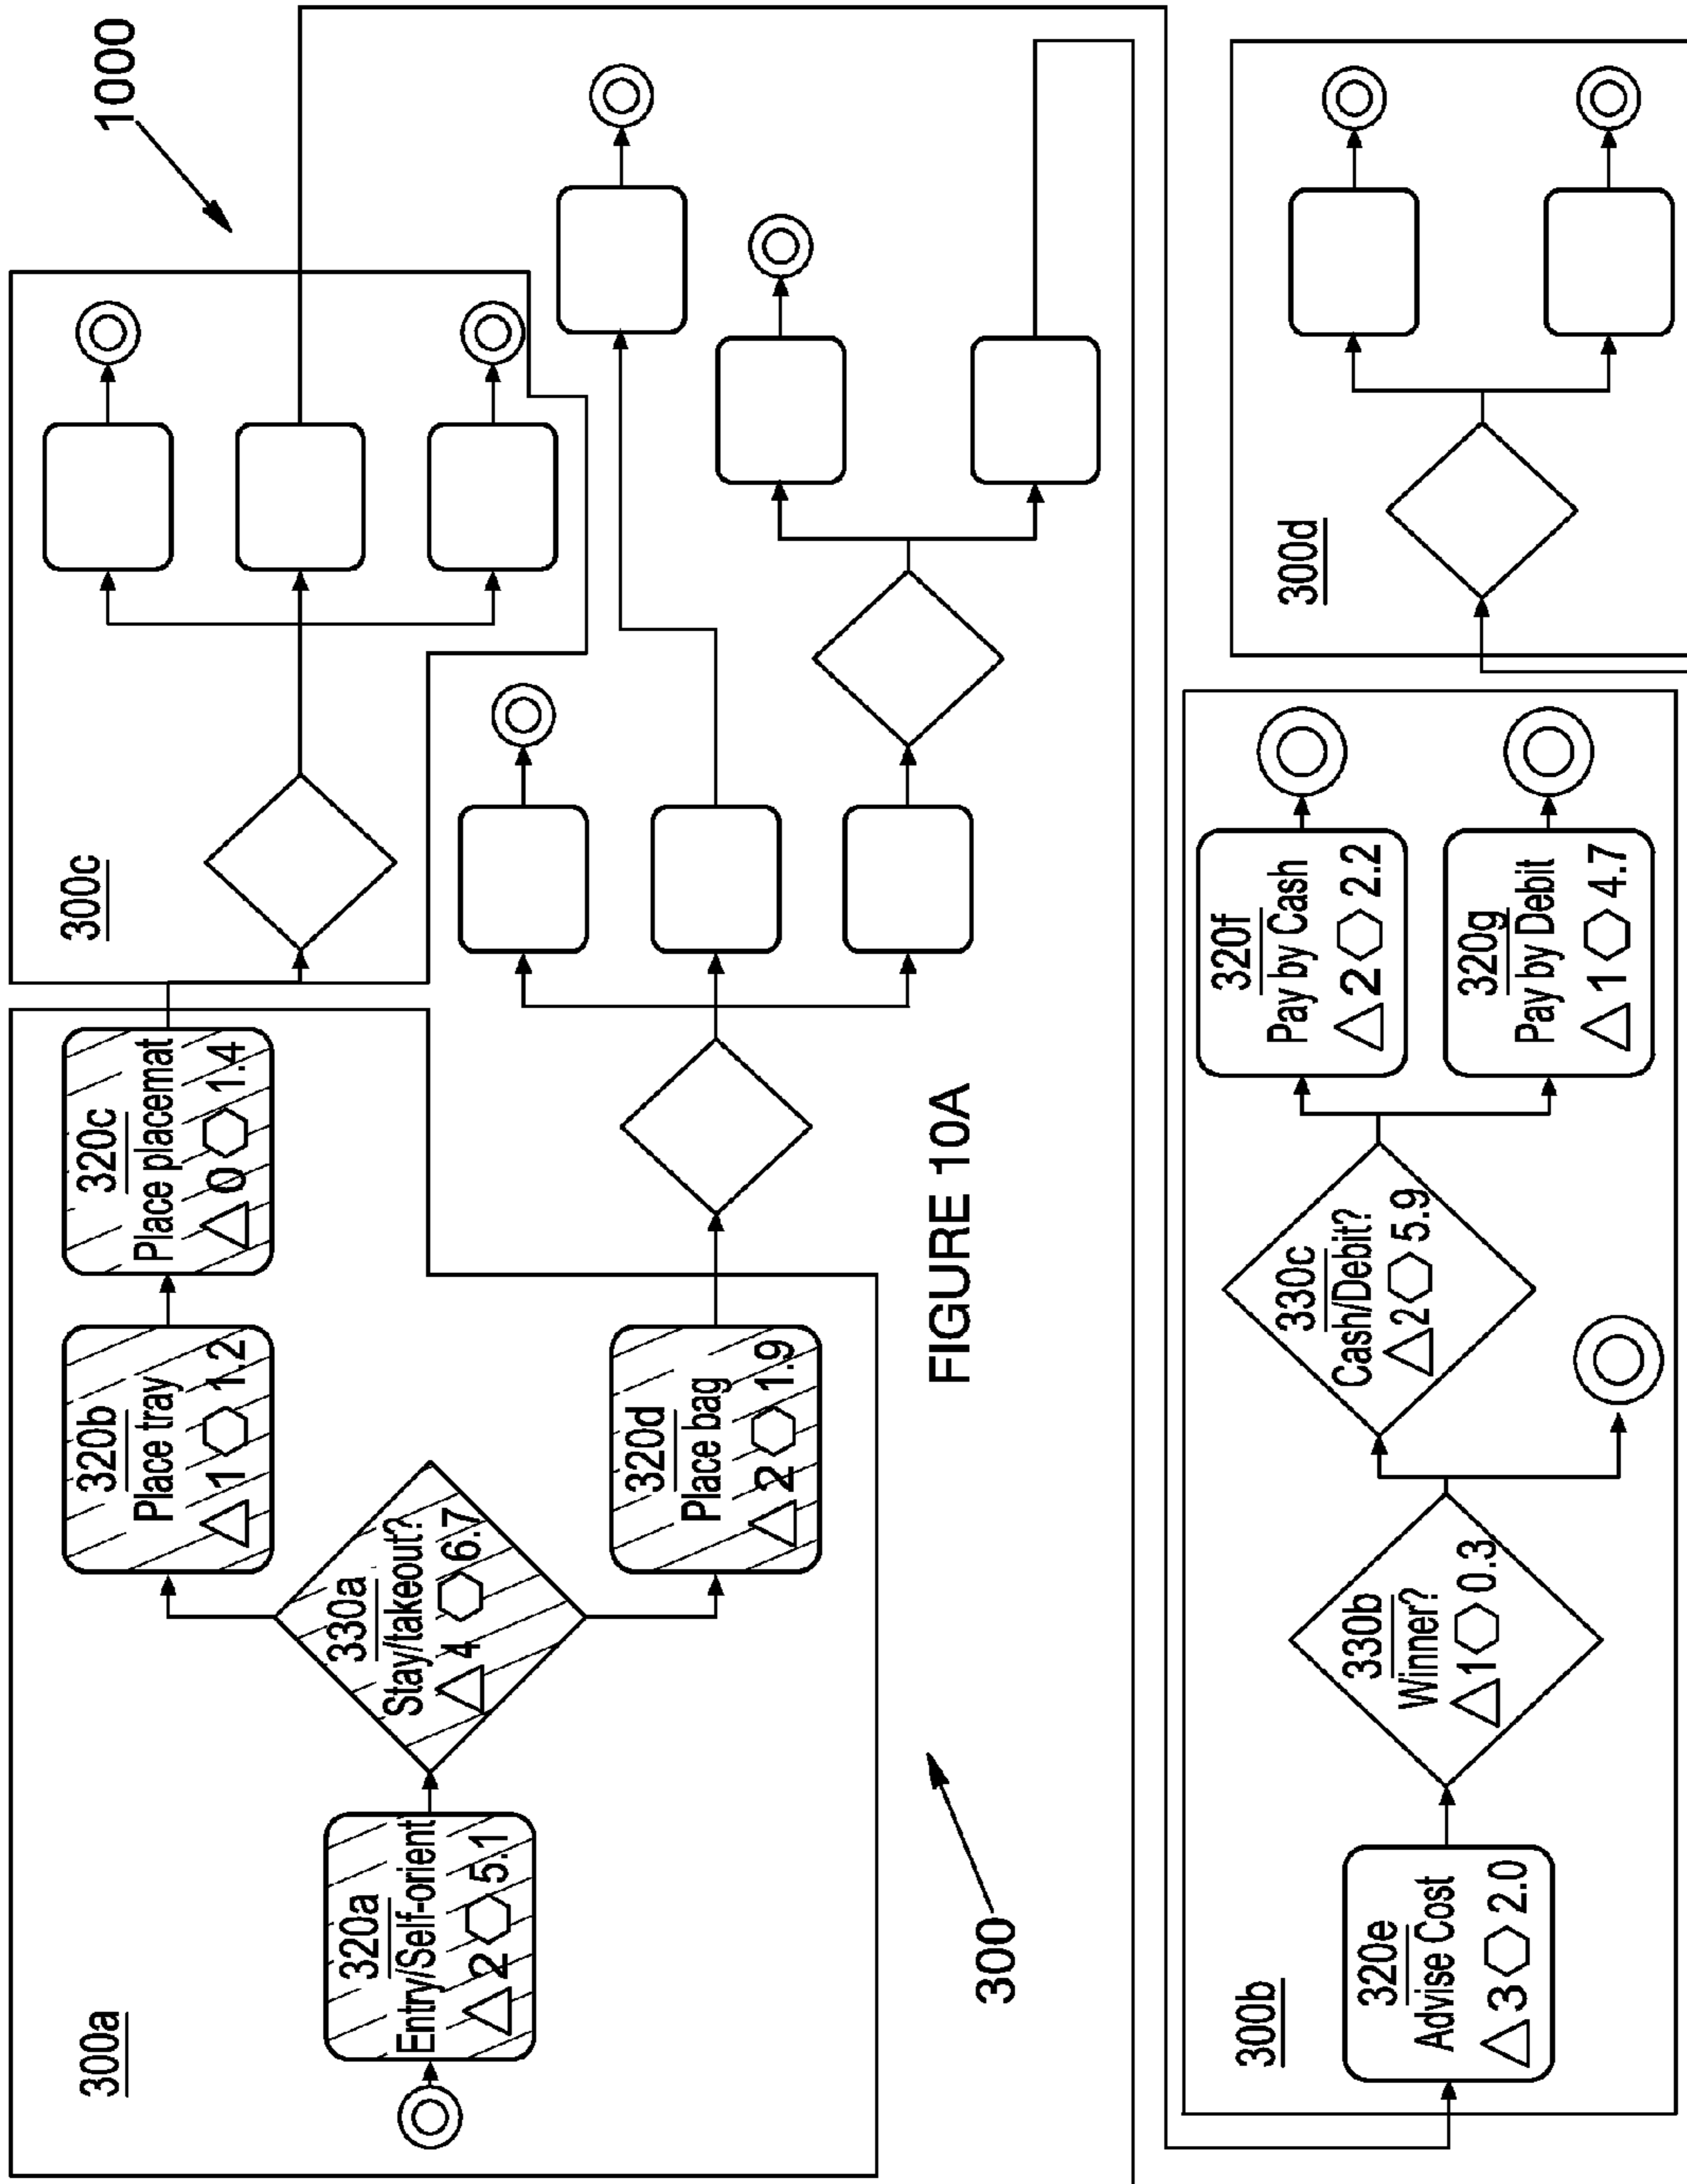 1000
300a
320a
Entry/Self-orient
2 5.1
330a
Stay/takeout?
4 6.7
320b
Place tray
1 1.2
320c
Place placemat
0 1.4
320d
Place bag
2 1.9
300c
300
FIGURE 10A
300b
320e
Advise Cost
3 2.0
330b
Winner?
1 0.3
330c
Cash/Debit?
2 5.9
320f
Pay by Cash
2 2.2
320g
Pay by Debit
1 4.7
300d